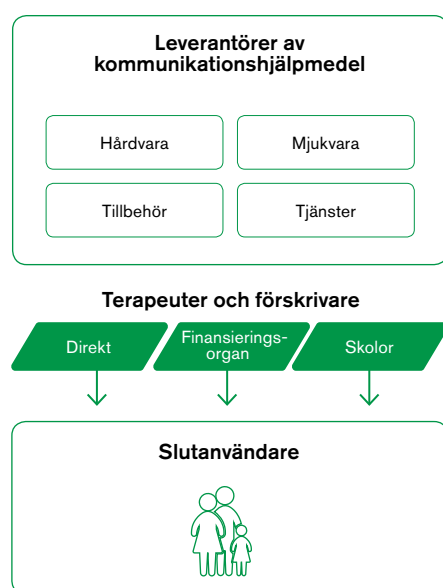 Leverantörer av
kommunikationshjälpmedel
Hårdvara
Mjukvara
Tillbehör
Tjänster
Terapeuter och förskrivare
Direkt
Finansierings-
organ
Skolor
Slutanvändare